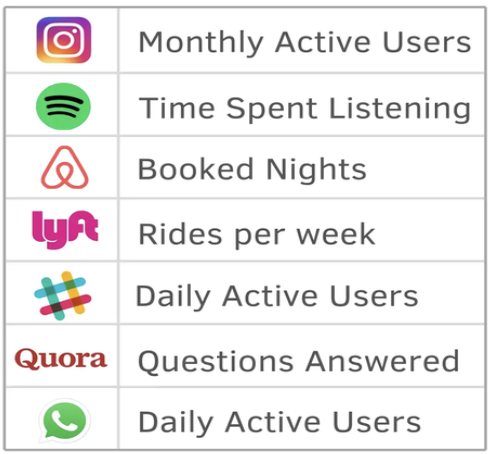 Monthly Active Users
Time Spent Listening
Booked Nights
lyft Rides per week
Daily Active Users
Quora Questions Answered
Daily Active Users